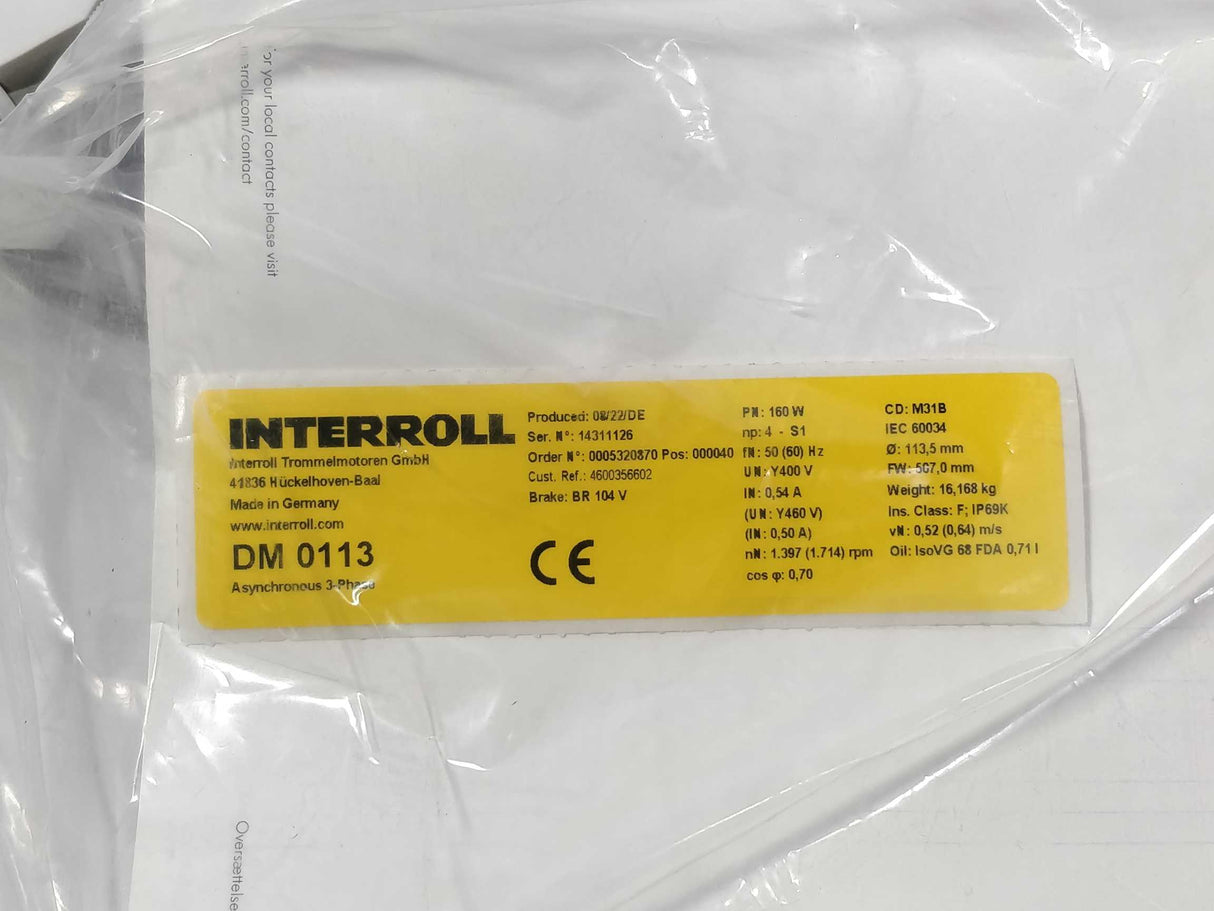 for your local contacts please visit
interroll.com/contact
INTERROLL
Interroll Trommelmotoren GmbH
41836 Hückelhoven-Baal
Made in Germany
www.interroll.com
DM 0113
Asynchronous 3-Phase
Produced: 08/22/DE
Ser. N°: 14311126
Order N°: 0005320870 Pos: 000040
Cust. Ref.: 4600356602
Brake: BR 104 V
CE
PN: 160 W
np: 4 - S1
fN: 50 (60) Hz
UN: Y400 V
IN: 0,54 A
(UN: Y460 V)
(IN: 0,50 A)
nN: 1.397 (1.714) rpm
cos φ: 0,70
CD: M31B
IEC 60034
Ø: 113,5 mm
FW: 507,0 mm
Weight: 16,168 kg
Ins. Class: F; IP69K
vN: 0,52 (0,64) m/s
Oil: IsoVG 68 FDA 0,71 l
Oversættelse